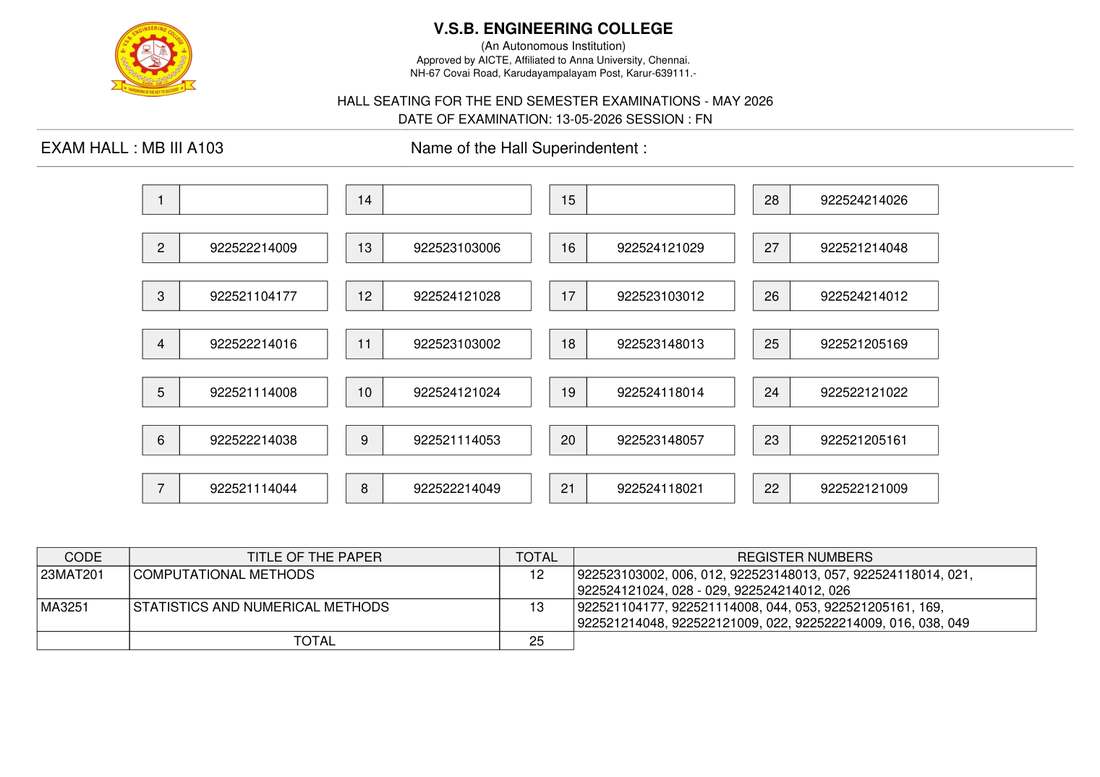 V.S.B. ENGINEERING COLLEGE
(An Autonomous Institution)
Approved by AICTE, Affiliated to Anna University, Chennai.
NH-67 Covai Road, Karudayampalayam Post, Karur-639111.-
HALL SEATING FOR THE END SEMESTER EXAMINATIONS - MAY 2026
DATE OF EXAMINATION: 13-05-2026 SESSION : FN
EXAM HALL : MB III A103 Name of the Hall Superindentent :
1 14 15 28 922524214026
2 922522214009 13 922523103006 16 922524121029 27 922521214048
3 922521104177 12 922524121028 17 922523103012 26 922524214012
4 922522214016 11 922523103002 18 922523148013 25 922521205169
5 922521114008 10 922524121024 19 922524118014 24 922522121022
6 922522214038 9 922521114053 20 922523148057 23 922521205161
7 922521114044 8 922522214049 21 922524118021 22 922522121009
CODE TITLE OF THE PAPER TOTAL REGISTER NUMBERS
23MAT201 COMPUTATIONAL METHODS 12 922523103002, 006, 012, 922523148013, 057, 922524118014, 021,
922524121024, 028 - 029, 922524214012, 026
MA3251 STATISTICS AND NUMERICAL METHODS 13 922521104177, 922521114008, 044, 053, 922521205161, 169,
922521214048, 922522121009, 022, 922522214009, 016, 038, 049
TOTAL 25